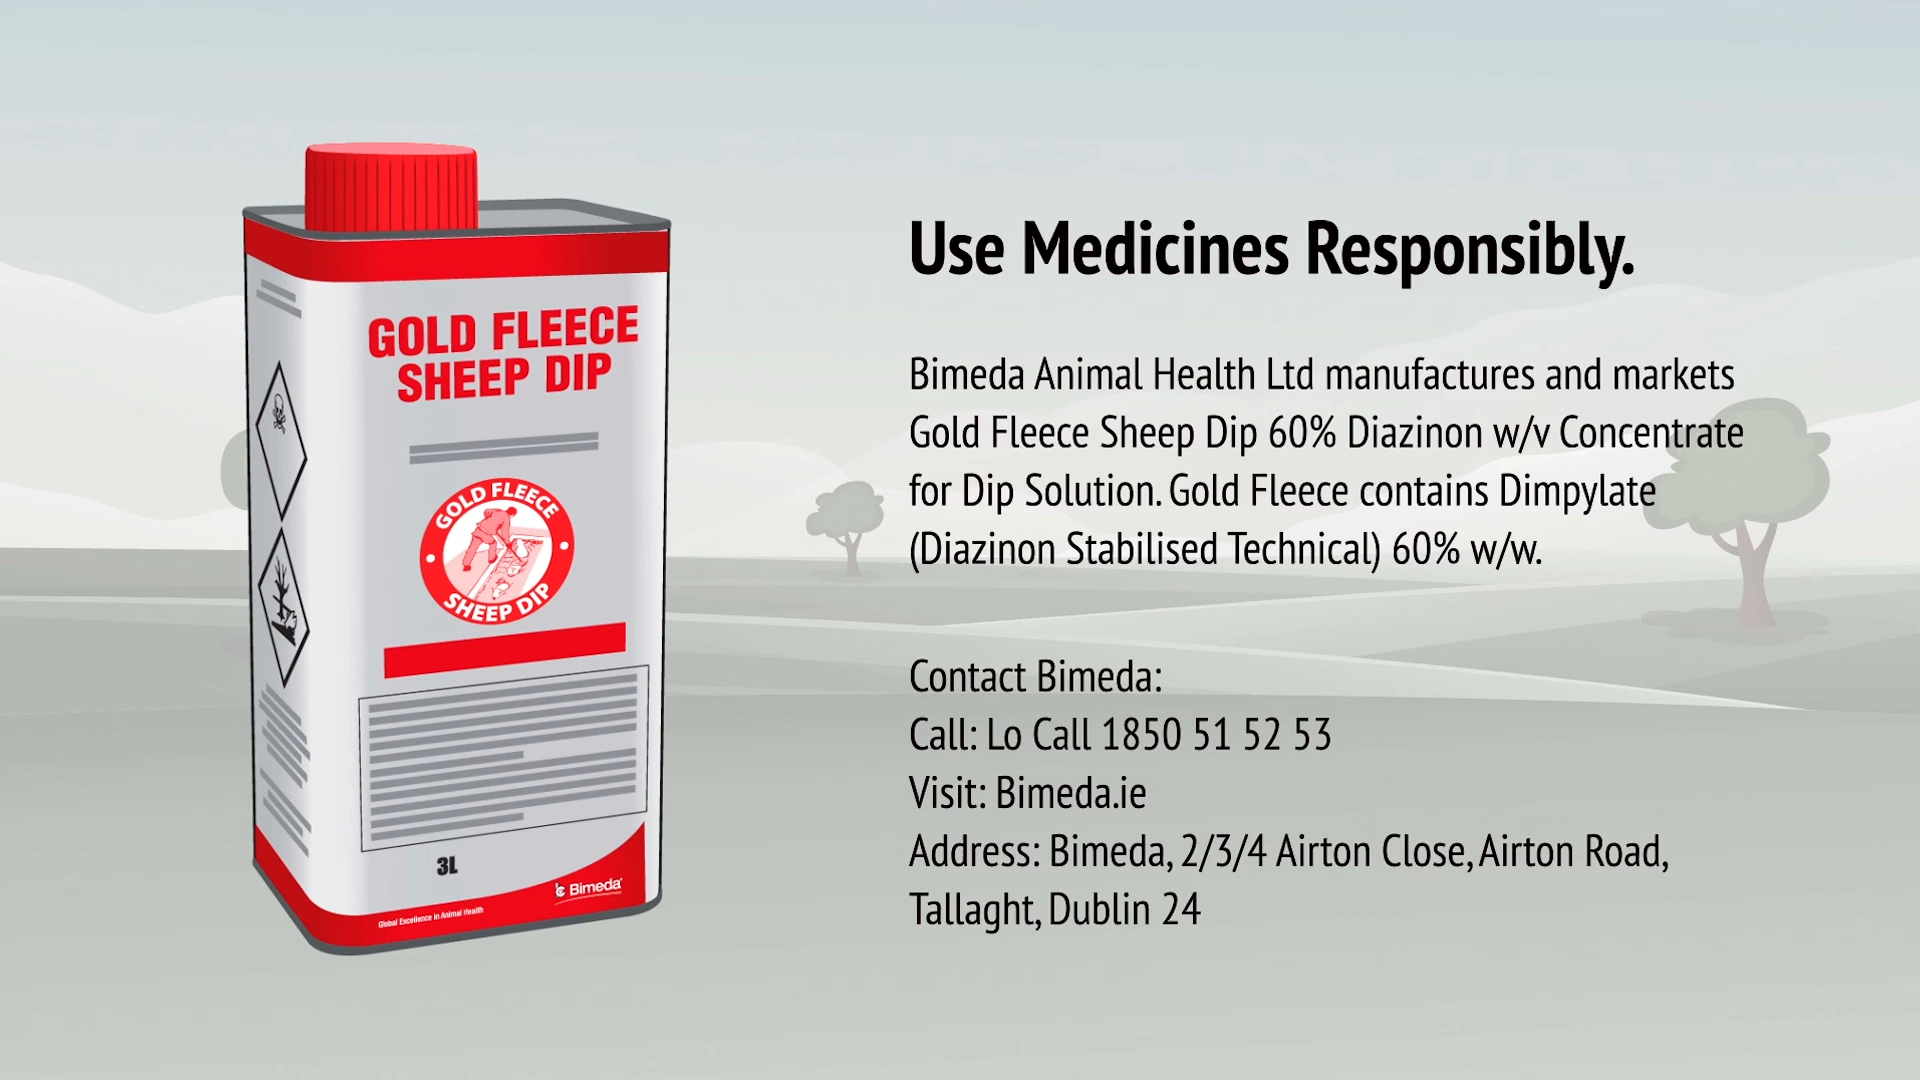 GOLD FLEECE
SHEEP DIP
GOLD FLEECE
SHEEP DIP
3L
Bimeda
Global Excellence in Animal Health
Use Medicines Responsibly.
Bimeda Animal Health Ltd manufactures and markets
Gold Fleece Sheep Dip 60% Diazinon w/v Concentrate
for Dip Solution. Gold Fleece contains Dimpylate
(Diazinon Stabilised Technical) 60% w/w.
Contact Bimeda:
Call: Lo Call 1850 51 52 53
Visit: Bimeda.ie
Address: Bimeda, 2/3/4 Airton Close, Airton Road,
Tallaght, Dublin 24